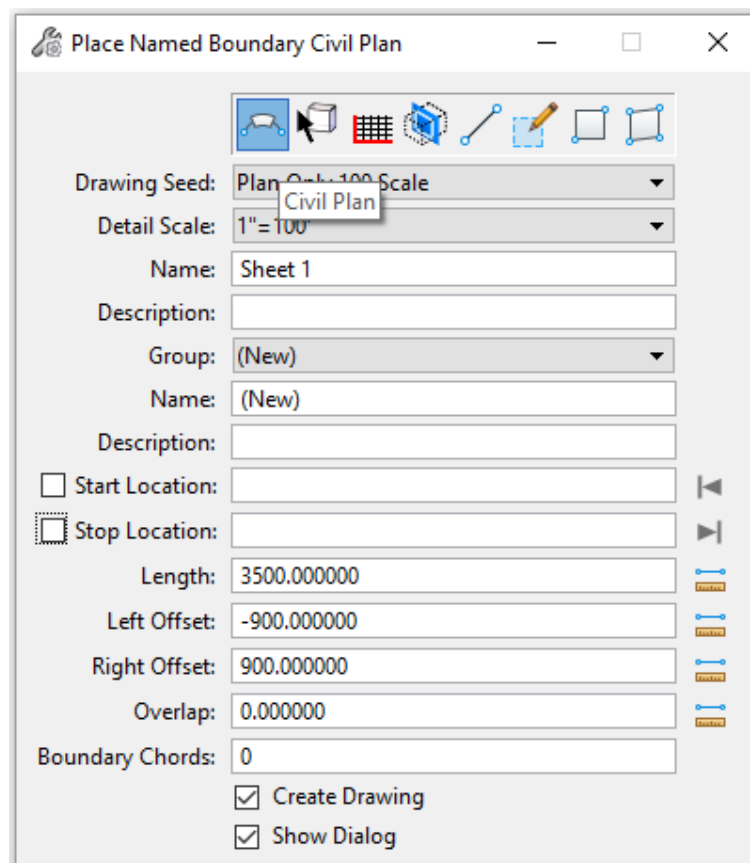 Place Named Boundary Civil Plan
Drawing Seed: Plan Only 100 Scale
Civil Plan
Detail Scale: 1"=100'
Name: Sheet 1
Description:
Group: (New)
Name: (New)
Description:
Start Location:
Stop Location:
Length: 3500.000000
Left Offset: -900.000000
Right Offset: 900.000000
Overlap: 0.000000
Boundary Chords: 0
Create Drawing
Show Dialog